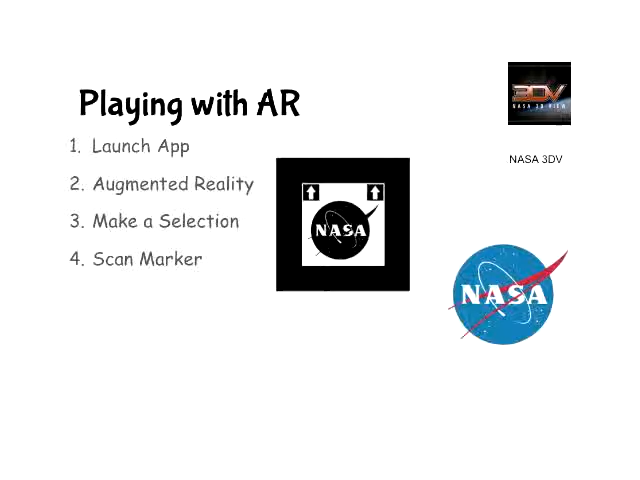 Playing with AR
1. Launch App
2. Augmented Reality
3. Make a Selection
4. Scan Marker
NASA
3DV
NASA 3D VIEW
NASA 3DV
NASA